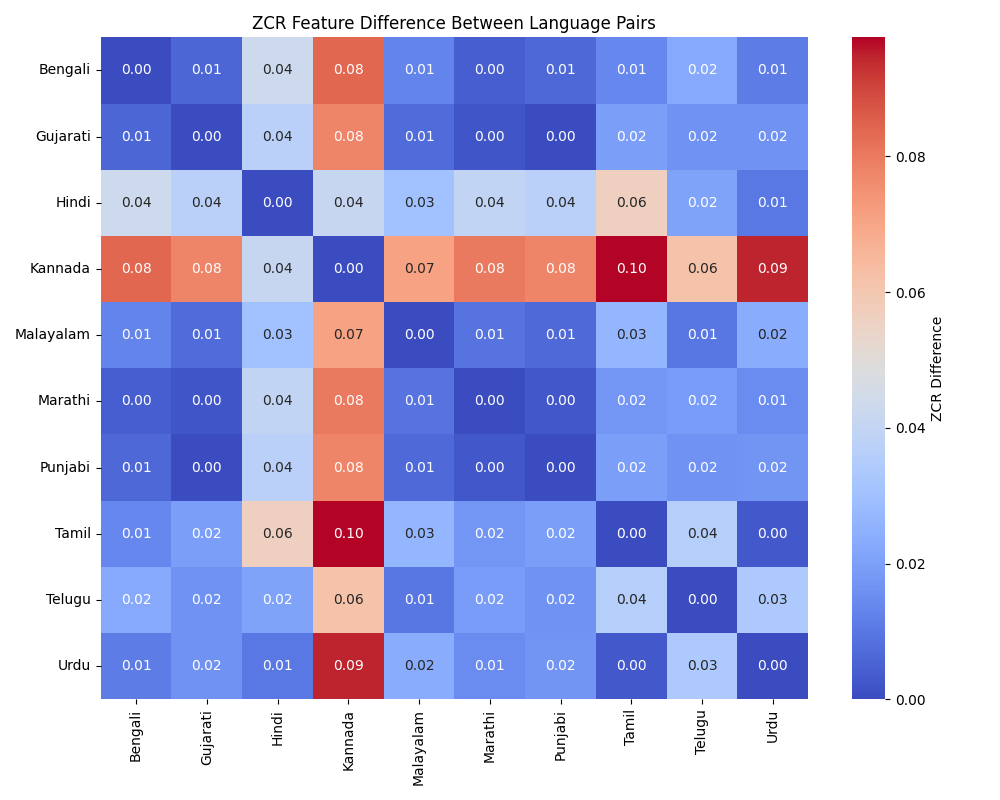 ZCR Feature Difference Between Language Pairs
Bengali 0.00 0.01 0.04 0.08 0.01 0.00 0.01 0.01 0.02 0.01
Gujarati 0.01 0.00 0.04 0.08 0.01 0.00 0.00 0.02 0.02 0.02
Hindi 0.04 0.04 0.00 0.04 0.03 0.04 0.04 0.06 0.02 0.01
Kannada 0.08 0.08 0.04 0.00 0.07 0.08 0.08 0.10 0.06 0.09
Malayalam 0.01 0.01 0.03 0.07 0.00 0.01 0.01 0.03 0.01 0.02
Marathi 0.00 0.00 0.04 0.08 0.01 0.00 0.00 0.02 0.02 0.01
Punjabi 0.01 0.00 0.04 0.08 0.01 0.00 0.00 0.02 0.02 0.02
Tamil 0.01 0.02 0.06 0.10 0.03 0.02 0.02 0.00 0.04 0.00
Telugu 0.02 0.02 0.02 0.06 0.01 0.02 0.02 0.04 0.00 0.03
Urdu 0.01 0.02 0.01 0.09 0.02 0.01 0.02 0.00 0.03 0.00
Bengali Gujarati Hindi Kannada Malayalam Marathi Punjabi Tamil Telugu Urdu
0.08
0.06
0.04
0.02
0.00
ZCR Difference